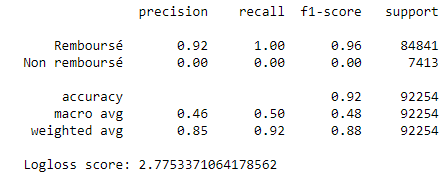 precision recall f1-score support
Remboursé 0.92 1.00 0.96 84841
Non remboursé 0.00 0.00 0.00 7413
accuracy 0.92 92254
macro avg 0.46 0.50 0.48 92254
weighted avg 0.85 0.92 0.88 92254
Logloss score: 2.7753371064178562